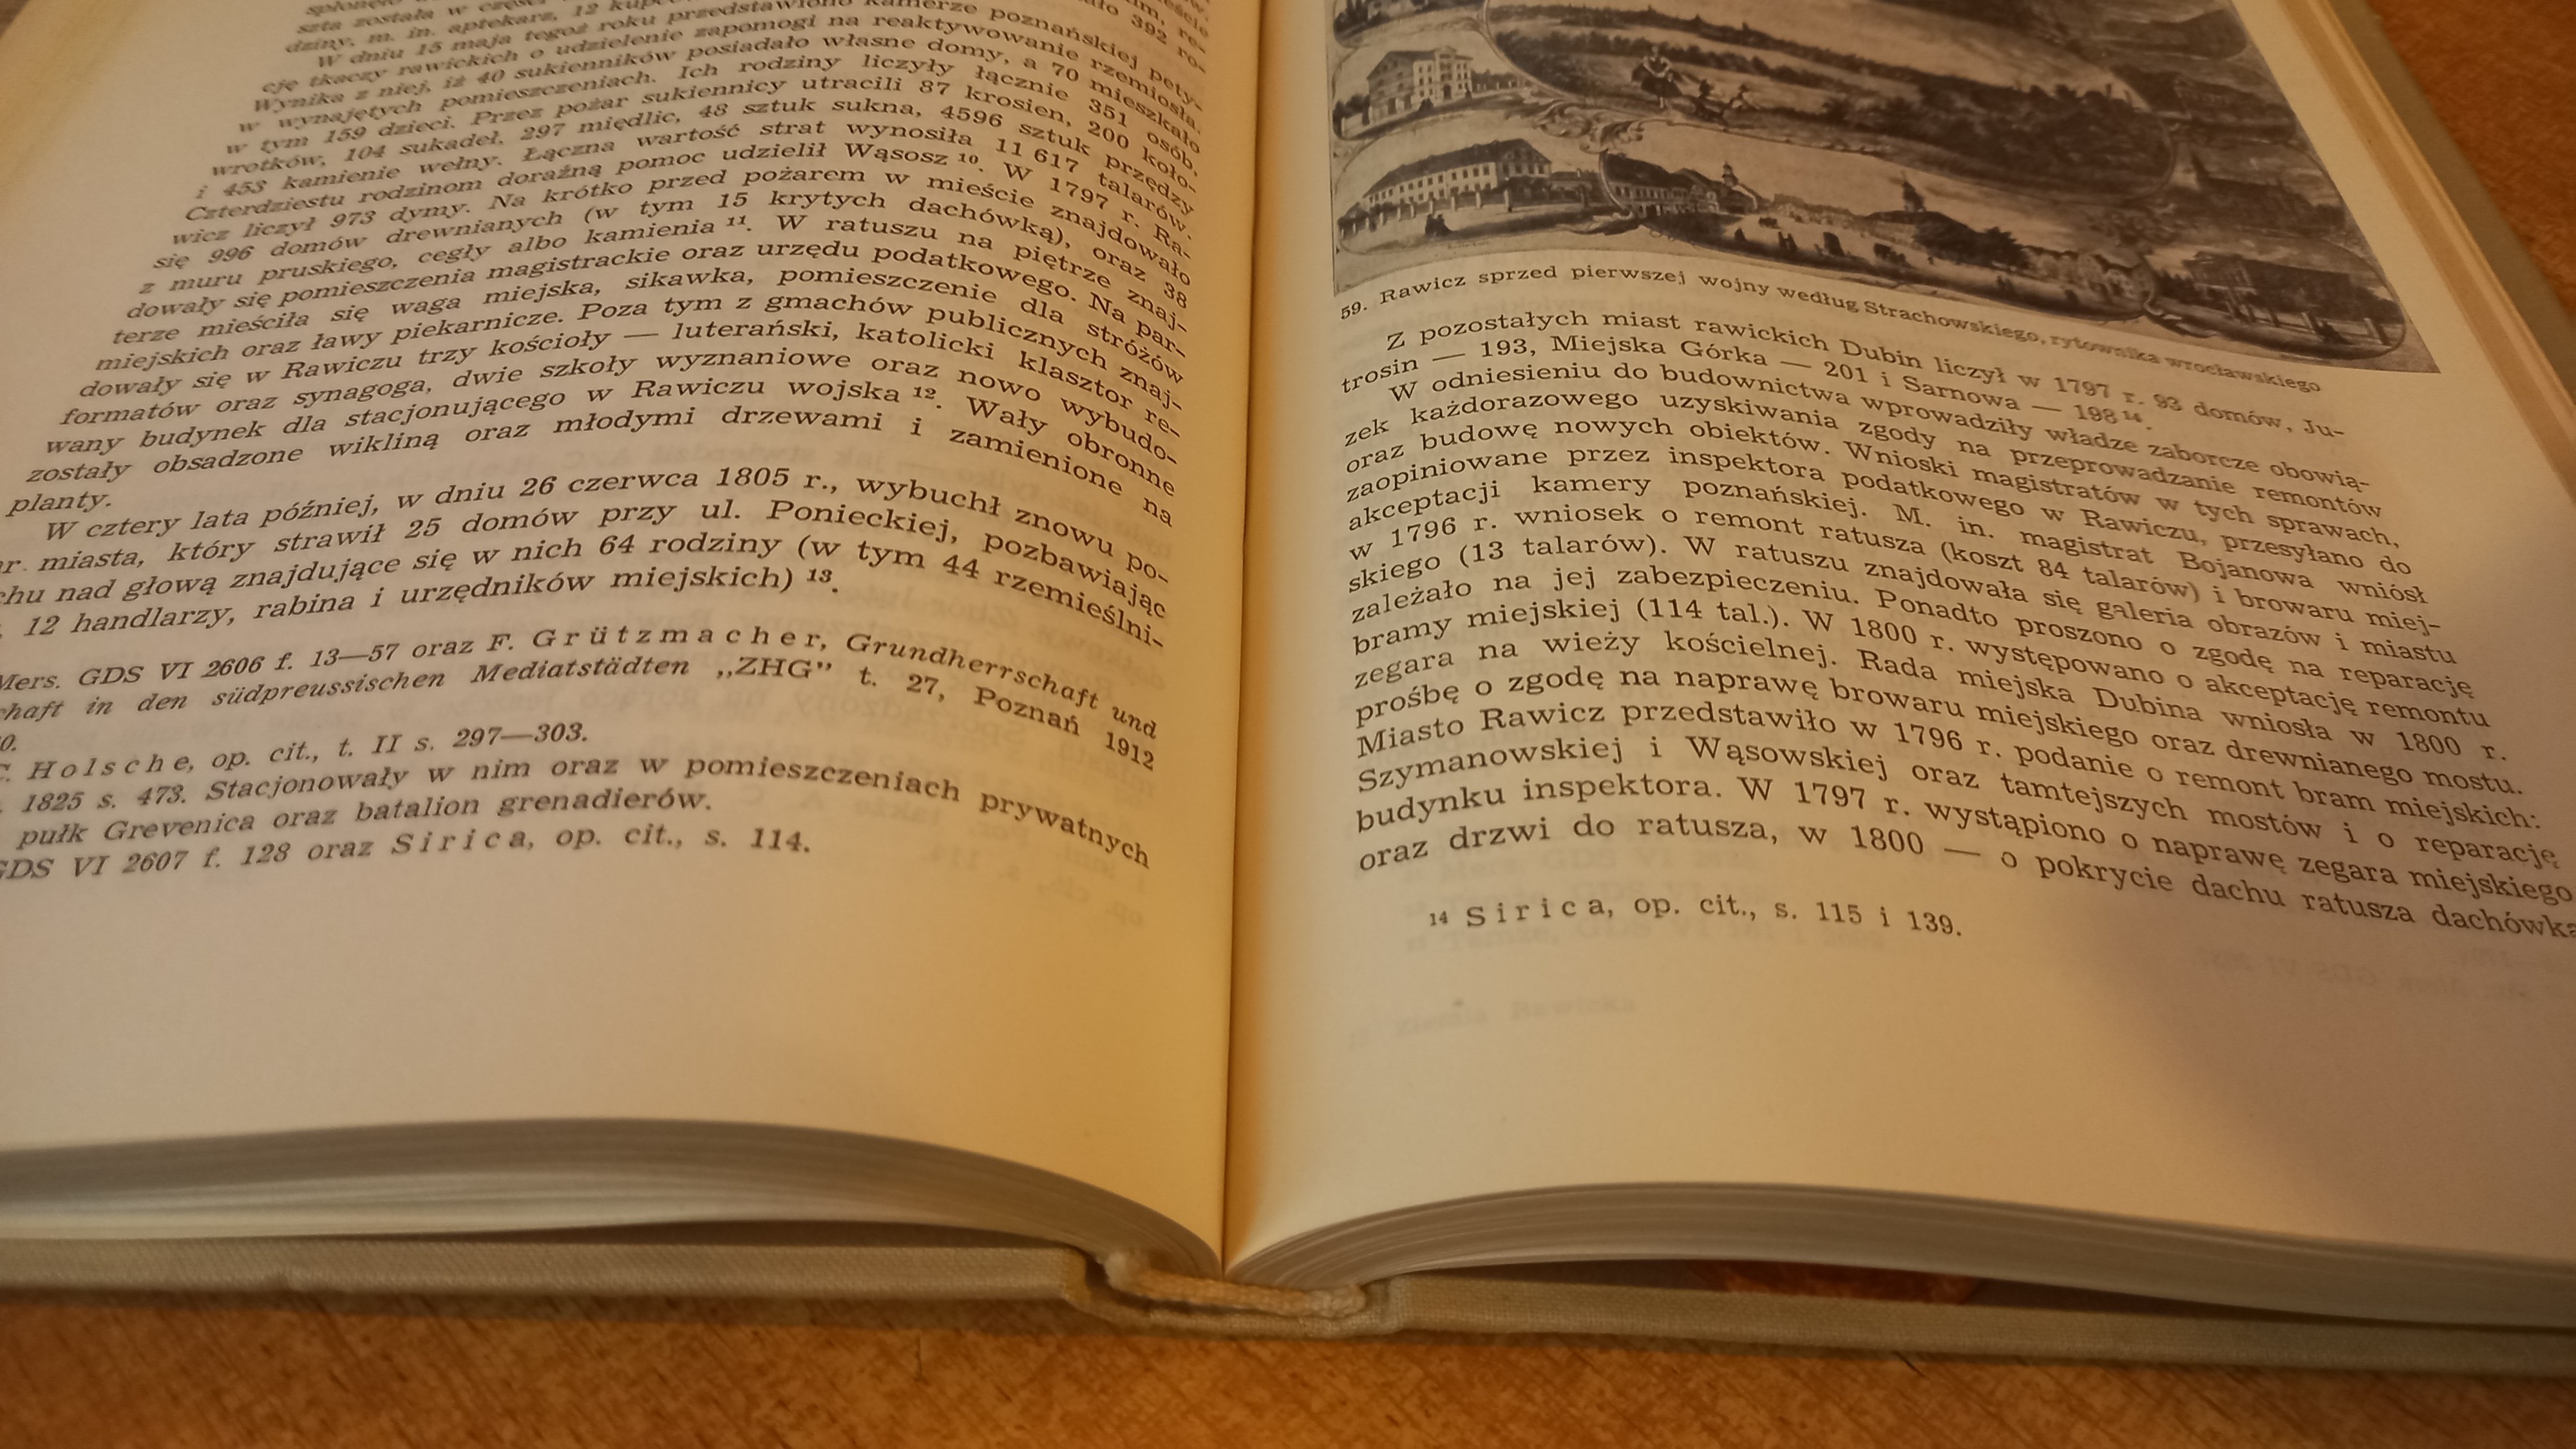 szta została w części
dziny, m. in. aptekarz, 12 392 ro-
W dniu 15 maja tegoż roku przedstawiono kamerze poznańskiej pety-
cję tkaczy rawickich o udzielenie zapomogi na reaktywowanie rzemiosła.
Wynika z niej, iż 40 sukienników posiadało własne domy, a 70 mieszkało
w wynajętych pomieszczeniach. Ich rodziny liczyły łącznie 351 osób,
w tym 159 dzieci. Przez pożar sukiennicy utracili 87 krosien, 200 koło-
wrotków, 104 sukadeł, 297 międlic, 48 sztuk sukna, 4596 sztuk przędzy
i 453 kamienie wełny. Łączna wartość strat wynosiła 11 617 talarów.
Czterdziestu rodzinom doraźną pomoc udzielił Wąsosz ¹⁰. W 1797 r. Ra-
wicz liczył 973 dymy. Na krótko przed pożarem w mieście znajdowało
się 996 domów drewnianych (w tym 15 krytych dachówką), oraz 38
z muru pruskiego, cegły albo kamienia ¹¹. W ratuszu na piętrze znaj-
dowały się pomieszczenia magistrackie oraz urzędu podatkowego. Na par-
terze mieściła się waga miejska, sikawka, pomieszczenie dla stróżów
miejskich oraz ławy piekarnicze. Poza tym z gmachów publicznych znaj-
dowały się w Rawiczu trzy kościoły — luterański, katolicki klasztor re-
formatów oraz synagoga, dwie szkoły wyznaniowe oraz nowo wybudo-
wany budynek dla stacjonującego w Rawiczu wojska ¹². Wały obronne
zostały obsadzone wikliną oraz młodymi drzewami i zamienione na
planty.
W cztery lata później, w dniu 26 czerwca 1805 r., wybuchł znowu po-
ar miasta, który strawił 25 domów przy ul. Ponieckiej, pozbawiając
chu nad głową znajdujące się w nich 64 rodziny (w tym 44 rzemieślni-
, 12 handlarzy, rabina i urzędników miejskich) ¹³.
Mers. GDS VI 2606 f. 13—57 oraz F. Grützmacher, Grundherrschaft und
chaft in den südpreussischen Mediatstädten „ZHG” t. 27, Poznań 1912
0.
C. Holsche, op. cit., t. II s. 297—303.
1825 s. 473. Stacjonowały w nim oraz w pomieszczeniach prywatnych
pułk Grevenica oraz batalion grenadierów.
GDS VI 2607 f. 128 oraz Sirica, op. cit., s. 114.
59. Rawicz sprzed pierwszej wojny według Strachowskiego, rytownika wrocławskiego
Z pozostałych miast rawickich Dubin liczył w 1797 r. 93 domów, Ju-
trosin — 193, Miejska Górka — 201 i Sarnowa — 198 ¹⁴.
W odniesieniu do budownictwa wprowadziły władze zaborcze obowią-
zek każdorazowego uzyskiwania zgody na przeprowadzanie remontów
oraz budowę nowych obiektów. Wnioski magistratów w tych sprawach,
zaopiniowane przez inspektora podatkowego w Rawiczu, przesyłano do
akceptacji kamery poznańskiej. M. in. magistrat Bojanowa wniósł
w 1796 r. wniosek o remont ratusza (koszt 84 talarów) i browaru miej-
skiego (13 talarów). W ratuszu znajdowała się galeria obrazów i miastu
zależało na jej zabezpieczeniu. Ponadto proszono o zgodę na reparację
bramy miejskiej (114 tal.). W 1800 r. występowano o akceptację remontu
zegara na wieży kościelnej. Rada miejska Dubina wniosła w 1800 r.
prośbę o zgodę na naprawę browaru miejskiego oraz drewnianego mostu.
Miasto Rawicz przedstawiło w 1796 r. podanie o remont bram miejskich:
Szymanowskiej i Wąsowskiej oraz tamtejszych mostów i o reparację
budynku inspektora. W 1797 r. wystąpiono o naprawę zegara miejskiego
oraz drzwi do ratusza, w 1800 — o pokrycie dachu ratusza dachówką
¹⁴ Sirica, op. cit., s. 115 i 139.